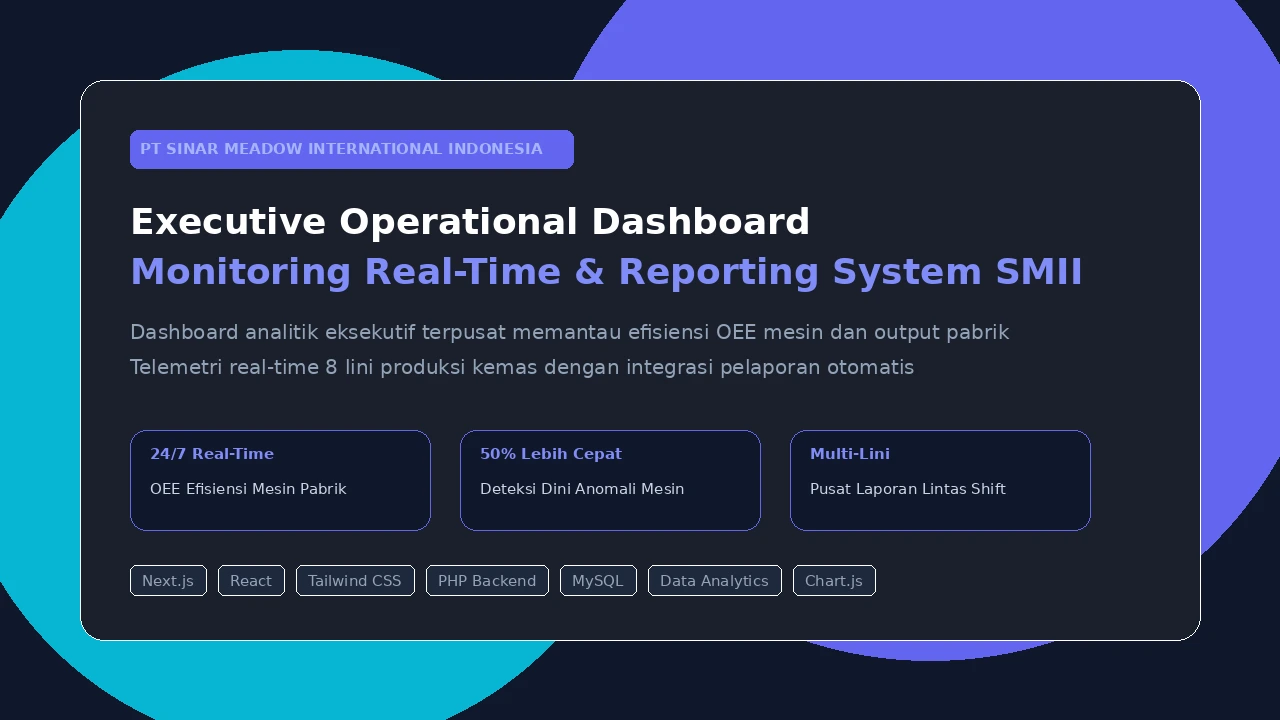 PT SINAR MEADOW INTERNATIONAL INDONESIA
Executive Operational Dashboard
Monitoring Real-Time & Reporting System SMII
Dashboard analitik eksekutif terpusat memantau efisiensi OEE mesin dan output pabrik
Telemetri real-time 8 lini produksi kemas dengan integrasi pelaporan otomatis
24/7 Real-Time
OEE Efisiensi Mesin Pabrik
50% Lebih Cepat
Deteksi Dini Anomali Mesin
Multi-Lini
Pusat Laporan Lintas Shift
Next.js
React
Tailwind CSS
PHP Backend
MySQL
Data Analytics
Chart.js